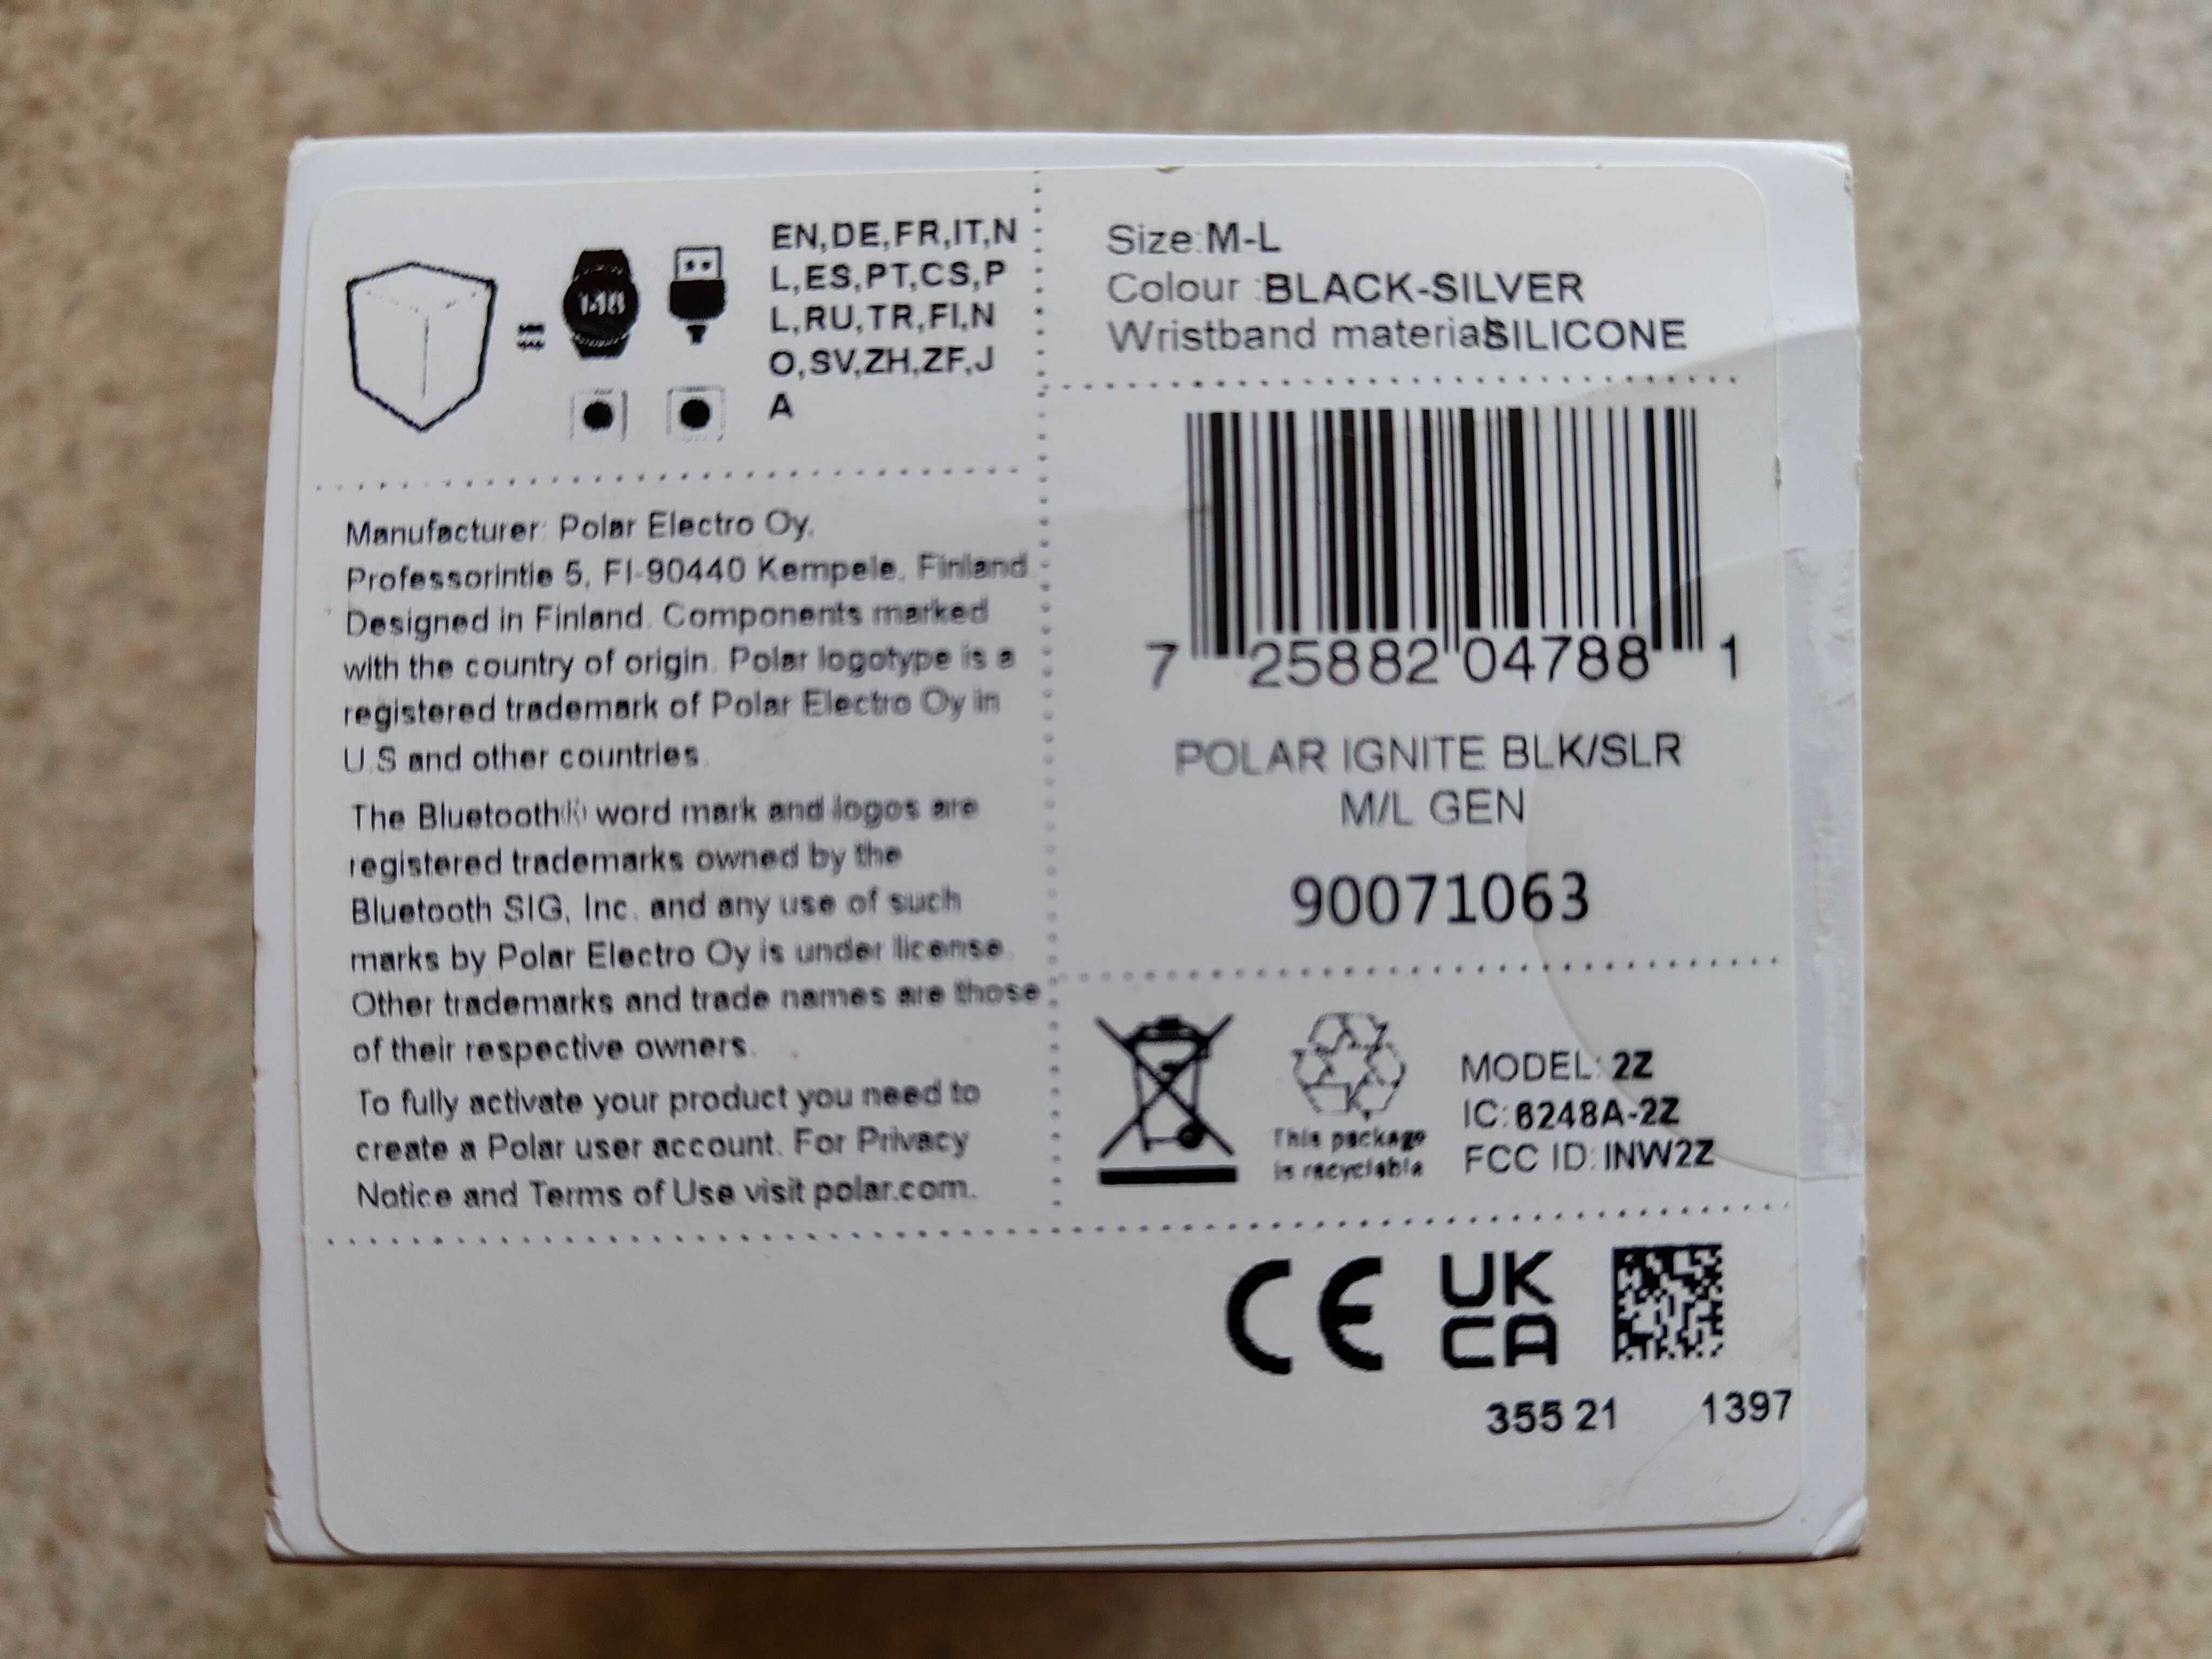 148
EN,DE,FR,IT,N
L,ES,PT,CS,P
L,RU,TR,FI,N
O,SV,ZH,ZF,J
A
Manufacturer: Polar Electro Oy,
Professorintie 5, FI-90440 Kempele, Finland
Designed in Finland. Components marked
with the country of origin. Polar logotype is a
registered trademark of Polar Electro Oy in
U.S and other countries.
The Bluetooth® word mark and logos are
registered trademarks owned by the
Bluetooth SIG, Inc. and any use of such
marks by Polar Electro Oy is under license.
Other trademarks and trade names are those
of their respective owners.
To fully activate your product you need to
create a Polar user account. For Privacy
Notice and Terms of Use visit polar.com.
Size:M-L
Colour :BLACK-SILVER
Wristband material:SILICONE
7 25882 04788 1
POLAR IGNITE BLK/SLR
M/L GEN
90071063
This package
is recyclable
MODEL: 2Z
IC:6248A-2Z
FCC ID: INW2Z
CE
UK
CA
355 21 1397